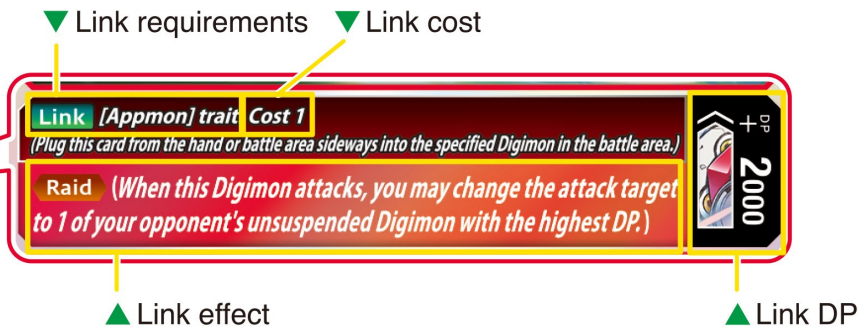 ▼ Link requirements ▼ Link cost
Link [Appmon] trait Cost 1
(Plug this card from the hand or battle area sideways into the specified Digimon in the battle area.)
Raid (When this Digimon attacks, you may change the attack target
to 1 of your opponent's unsuspended Digimon with the highest DP.)
DP
+2000
▲ Link effect ▲ Link DP